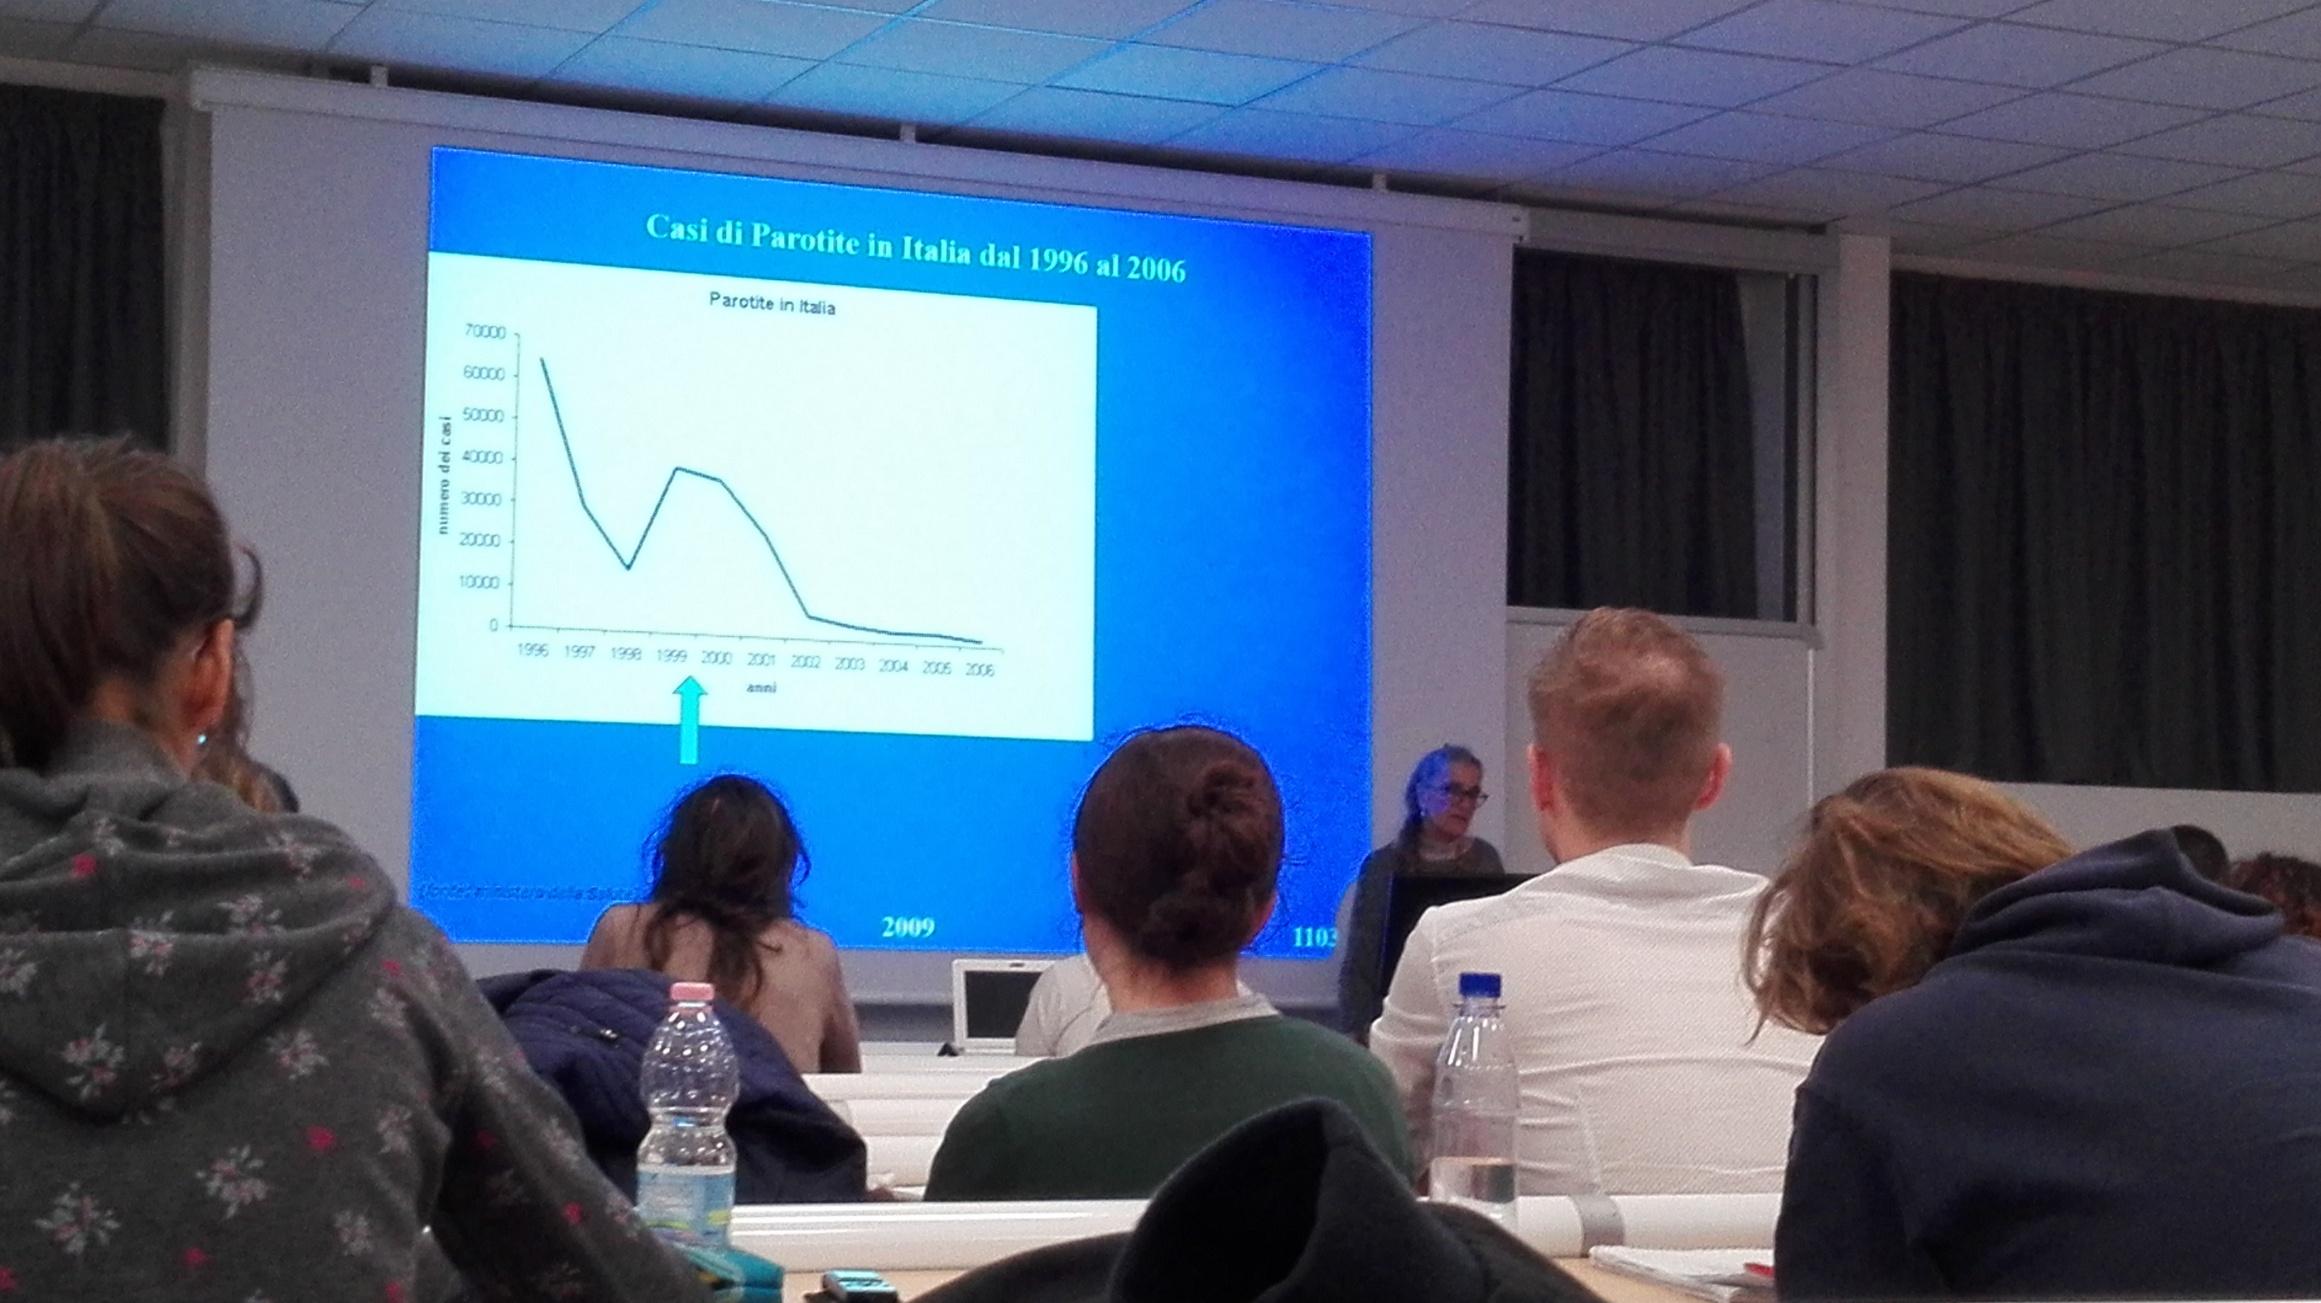 Casi di Parotite in Italia dal 1996 al 2006
Parotite in Italia
70000
60000
50000
40000
30000
20000
10000
0
numero dei casi
1996 1997 1998 1999 2000 2001 2002 2003 2004 2005 2006
anni
(fonte: ministero della Salute
2009
1103